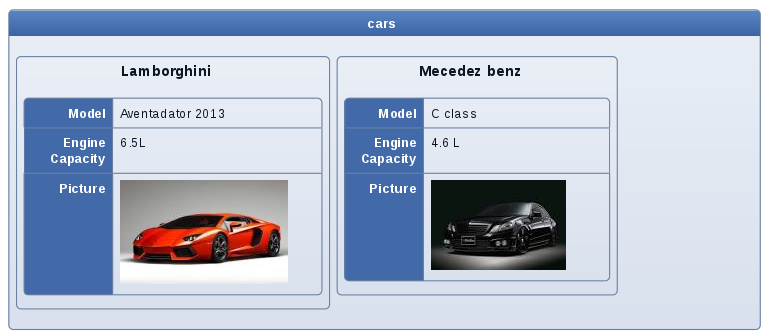 cars
Lamborghini
Model
Aventadator 2013
Engine
Capacity
6.5L
Picture
Mecedez benz
Model
C class
Engine
Capacity
4.6 L
Picture